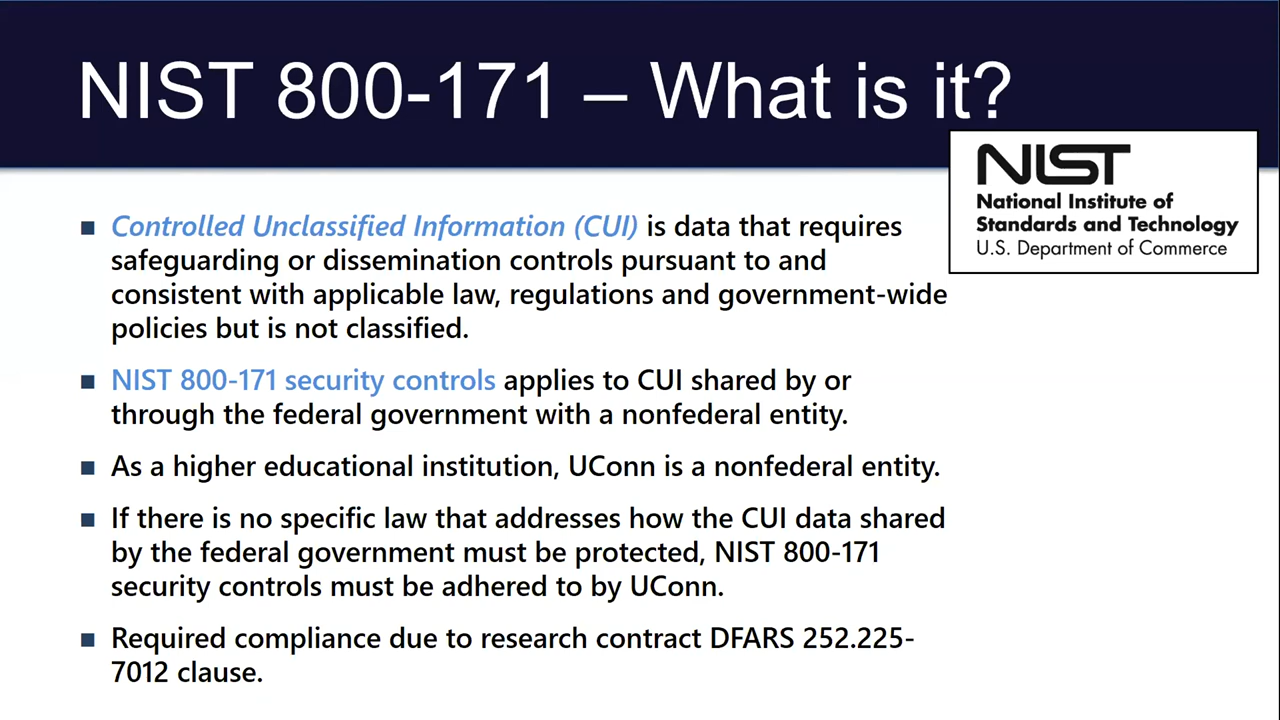 NIST 800-171 – What is it?
NIST
National Institute of
Standards and Technology
U.S. Department of Commerce
Controlled Unclassified Information (CUI) is data that requires
safeguarding or dissemination controls pursuant to and
consistent with applicable law, regulations and government-wide
policies but is not classified.
NIST 800-171 security controls applies to CUI shared by or
through the federal government with a nonfederal entity.
As a higher educational institution, UConn is a nonfederal entity.
If there is no specific law that addresses how the CUI data shared
by the federal government must be protected, NIST 800-171
security controls must be adhered to by UConn.
Required compliance due to research contract DFARS 252.225-
7012 clause.